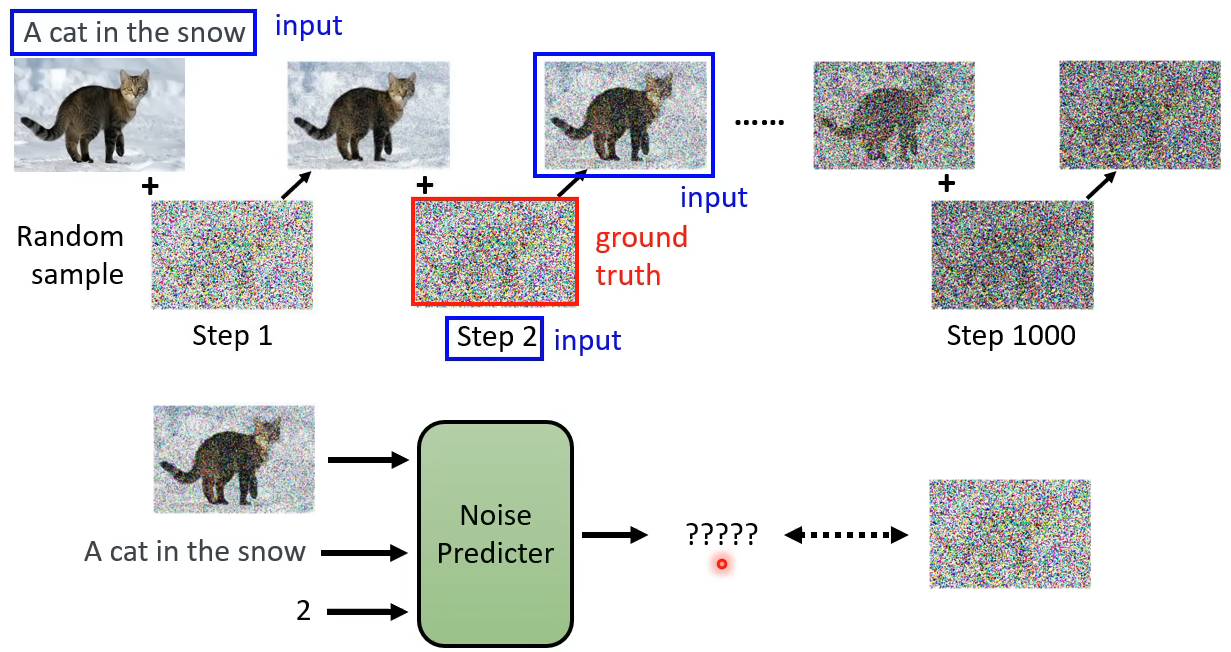 A cat in the snow
input
+
+
......
+
input
Random
sample
ground
truth
Step 1
Step 2
input
Step 1000
Noise
Predicter
?????
A cat in the snow
2